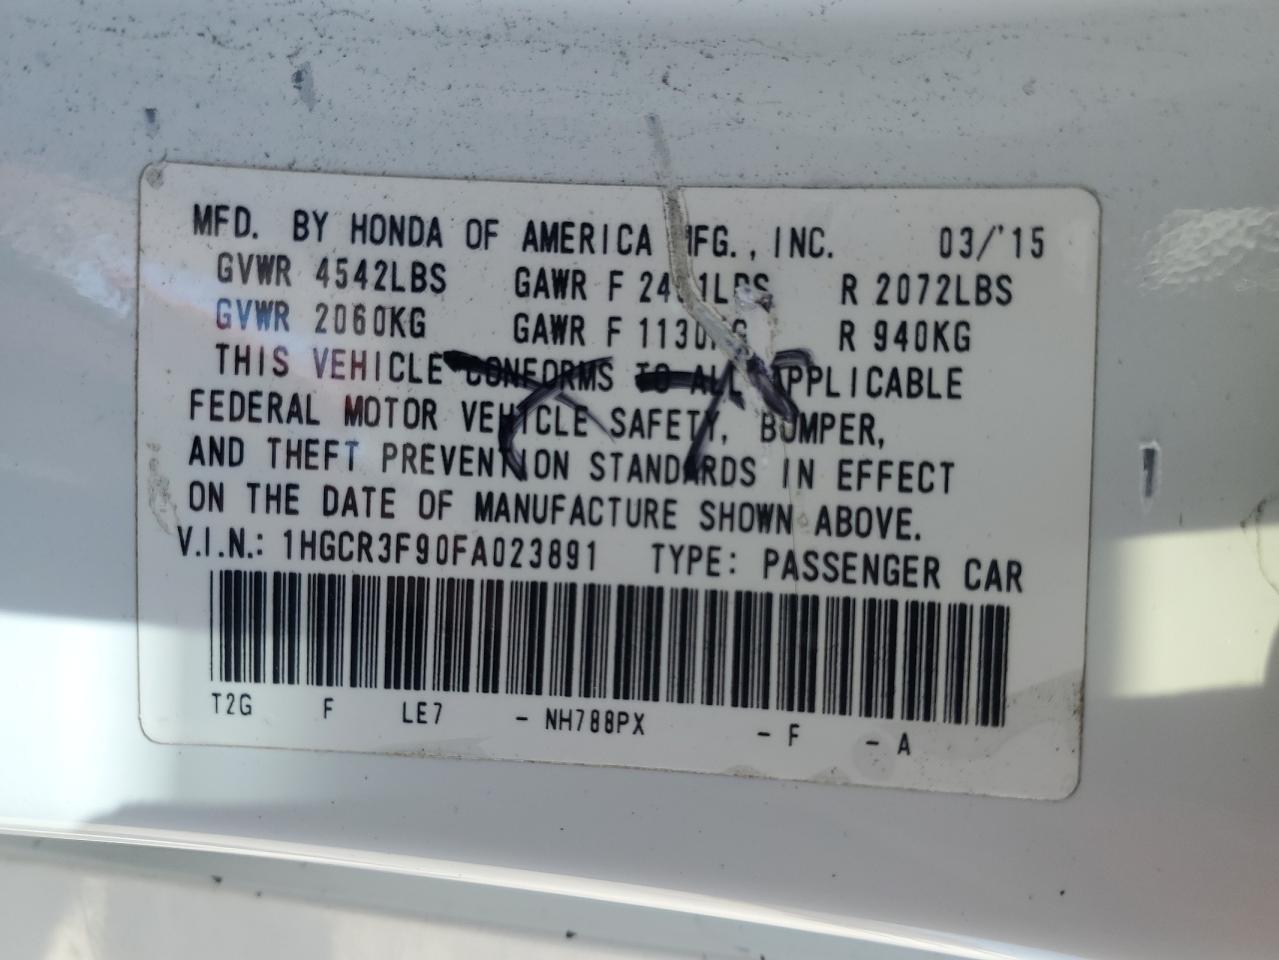 MFD. BY HONDA OF AMERICA MFG., INC. 03/'15
GVWR 4542LBS GAWR F 2491LBS R 2072LBS
GVWR 2060KG GAWR F 1130KG R 940KG
THIS VEHICLE CONFORMS TO ALL APPLICABLE
FEDERAL MOTOR VEHICLE SAFETY, BUMPER,
AND THEFT PREVENTION STANDARDS IN EFFECT
ON THE DATE OF MANUFACTURE SHOWN ABOVE.
V.I.N.: 1HGCR3F90FA023891 TYPE: PASSENGER CAR
T2G F LE7 - NH788PX - F - A